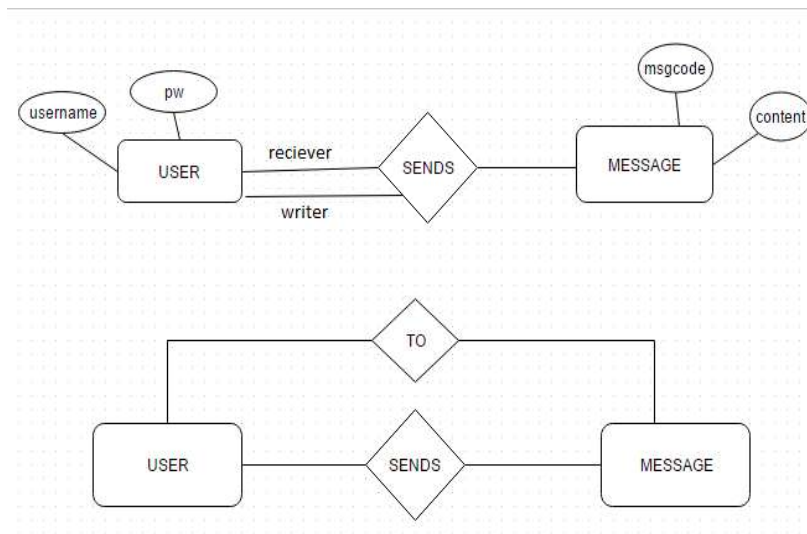 msgcode
pw
username
content
reciever
USER
SENDS
MESSAGE
writer
TO
USER
SENDS
MESSAGE